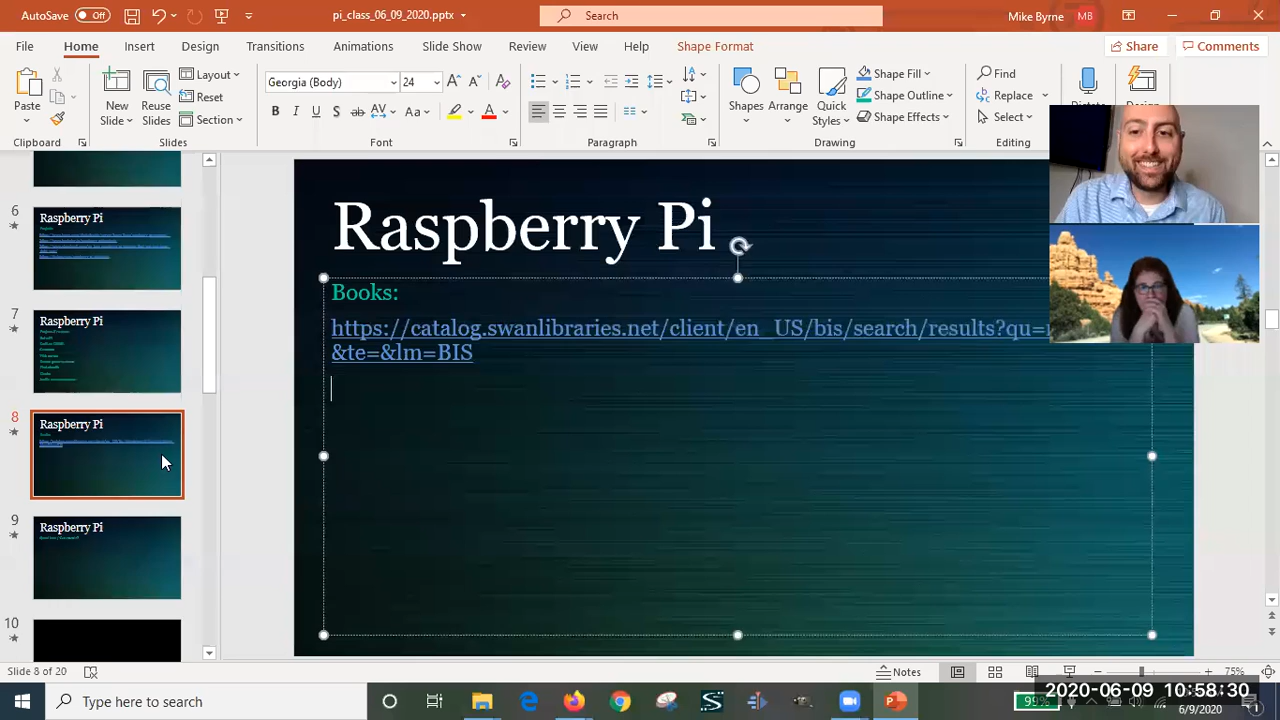 AutoSave Off pi_class_06_09_2020.pptx Search Mike Byrne MB
File Home Insert Design Transitions Animations Slide Show Review View Help Shape Format Share Comments
Paste New Slide Reuse Slides Layout Reset Section Georgia (Body) 24 Shapes Arrange Quick Styles Shape Fill Shape Outline Shape Effects Find Replace Select
Clipboard Slides Font Paragraph Drawing Editing
6
Raspberry Pi
7
Raspberry Pi
8
Raspberry Pi
9
Raspberry Pi
10
Raspberry Pi
Books:
https://catalog.swanlibraries.net/client/en_US/bis/search/results?qu=
&te=&lm=BIS
Slide 8 of 20 Notes 75%
2020-06-09 10:58:30
Type here to search 99% 6/9/2020